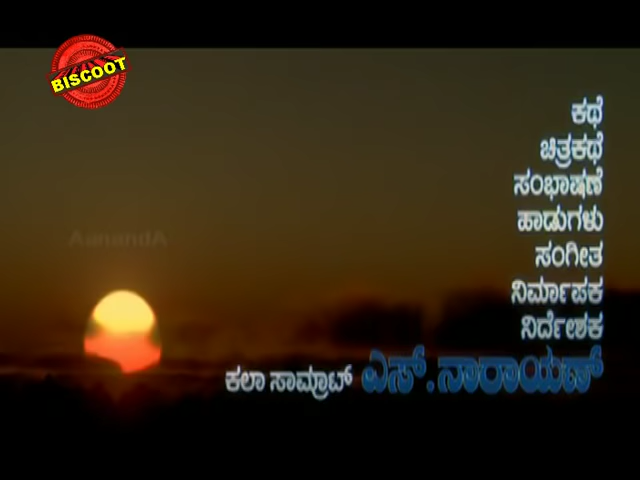 BISCOOT
ಕಥೆ
ಚಿತ್ರಕಥೆ
ಸಂಭಾಷಣೆ
ಹಾಡುಗಳು
ಸಂಗೀತ
AanandA
ನಿರ್ಮಾಪಕ
ನಿರ್ದೇಶಕ
ಕಲಾ ಸಾಮ್ರಾಟ್ ಎಸ್.ನಾರಾಯಣ್